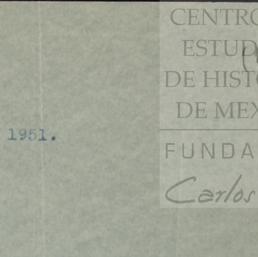 CENTRO
ESTUD
DE HISTO
DE MEX
1951.
FUNDA
Carlos